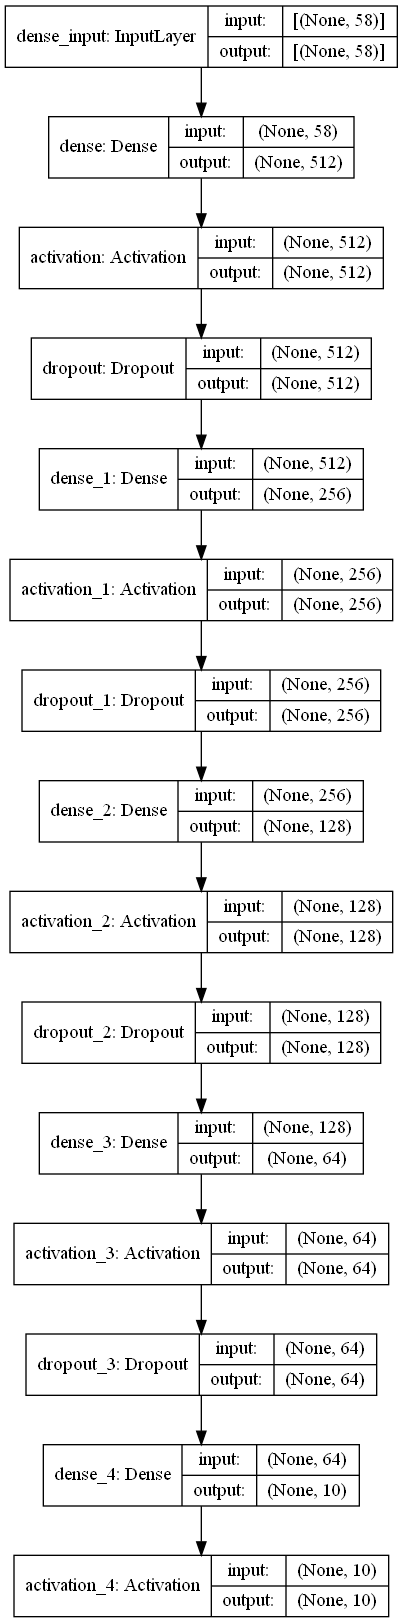 dense_input: InputLayer
input: [(None, 58)]
output: [(None, 58)]
dense: Dense
input: (None, 58)
output: (None, 512)
activation: Activation
input: (None, 512)
output: (None, 512)
dropout: Dropout
input: (None, 512)
output: (None, 512)
dense_1: Dense
input: (None, 512)
output: (None, 256)
activation_1: Activation
input: (None, 256)
output: (None, 256)
dropout_1: Dropout
input: (None, 256)
output: (None, 256)
dense_2: Dense
input: (None, 256)
output: (None, 128)
activation_2: Activation
input: (None, 128)
output: (None, 128)
dropout_2: Dropout
input: (None, 128)
output: (None, 128)
dense_3: Dense
input: (None, 128)
output: (None, 64)
activation_3: Activation
input: (None, 64)
output: (None, 64)
dropout_3: Dropout
input: (None, 64)
output: (None, 64)
dense_4: Dense
input: (None, 64)
output: (None, 10)
activation_4: Activation
input: (None, 10)
output: (None, 10)